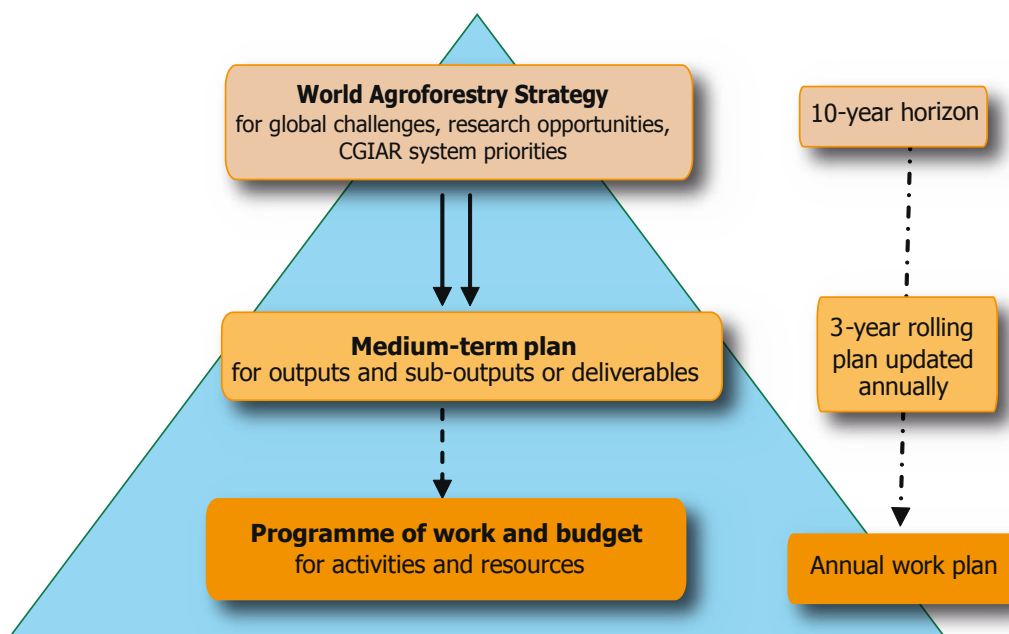 World Agroforestry Strategy
for global challenges, research opportunities,
CGIAR system priorities
10-year horizon
Medium-term plan
for outputs and sub-outputs or deliverables
3-year rolling
plan updated
annually
Programme of work and budget
for activities and resources
Annual work plan